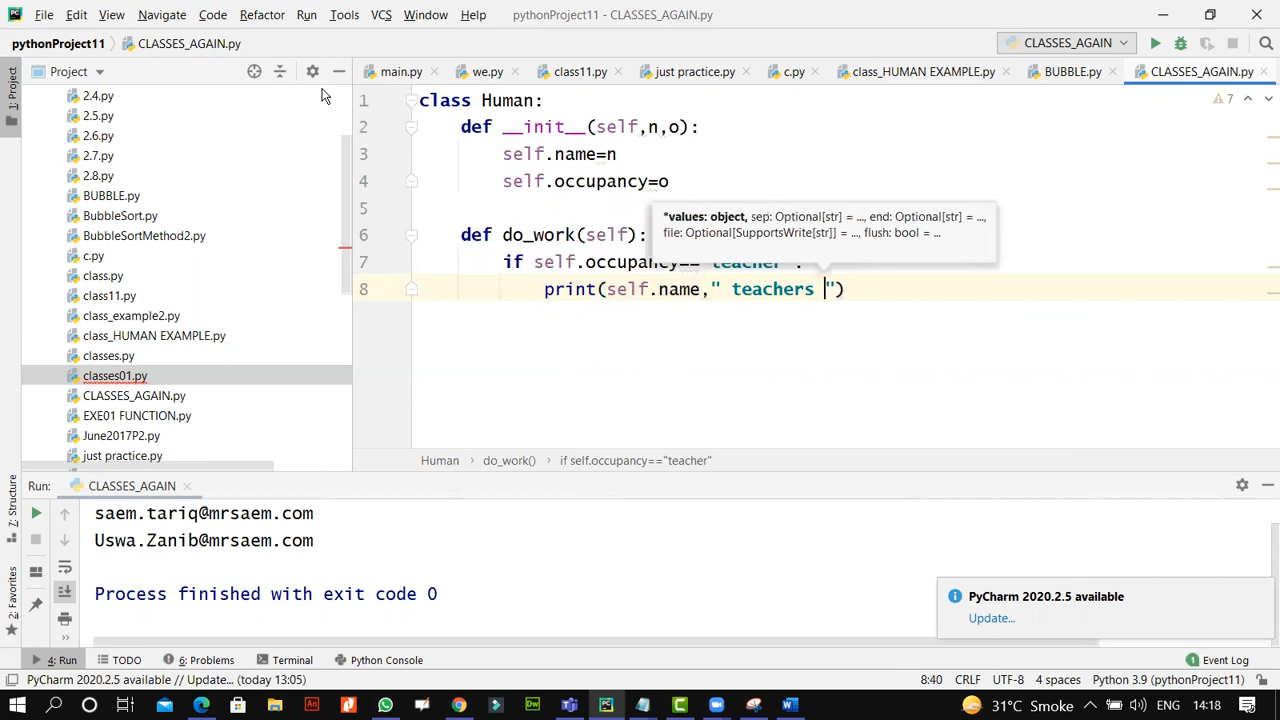 File Edit View Navigate Code Refactor Run Tools VCS Window Help pythonProject11 - CLASSES_AGAIN.py
pythonProject11 CLASSES_AGAIN.py CLASSES_AGAIN
1: Project
Project
main.py we.py class11.py just practice.py c.py class_HUMAN EXAMPLE.py BUBBLE.py CLASSES_AGAIN.py
2.4.py
2.5.py
2.6.py
2.7.py
2.8.py
BUBBLE.py
BubbleSort.py
BubbleSortMethod2.py
c.py
class.py
class11.py
class_example2.py
class_HUMAN EXAMPLE.py
classes.py
classes01.py
CLASSES_AGAIN.py
EXE01 FUNCTION.py
June2017P2.py
just practice.py
7
1 class Human:
2 def __init__(self,n,o):
3 self.name=n
4 self.occupancy=o
5
*values: object, sep: Optional[str] = ..., end: Optional[str] = ...,
file: Optional[SupportsWrite[str]] = ..., flush: bool = ...
6 def do_work(self):
7 if self.occupancy=="teacher":
8 print(self.name," teachers ")
Human do_work() if self.occupancy=="teacher"
Run: CLASSES_AGAIN
saem.tariq@mrsaem.com
Uswa.Zanib@mrsaem.com
Process finished with exit code 0
7: Structure
2: Favorites
PyCharm 2020.2.5 available
Update...
4: Run TODO 6: Problems Terminal Python Console 1 Event Log
PyCharm 2020.2.5 available // Update... (today 13:05) 8:40 CRLF UTF-8 4 spaces Python 3.9 (pythonProject11)
31°C Smoke ENG 14:18